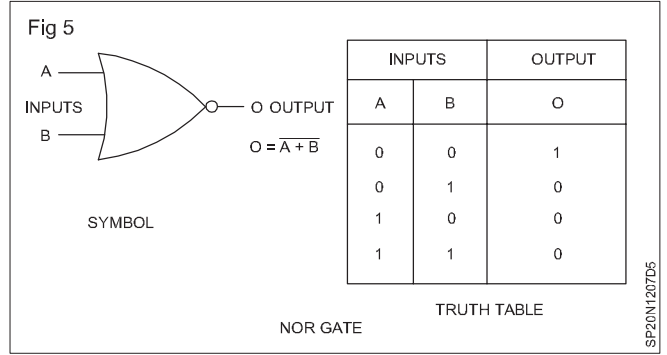 Fig 5
A
INPUTS
B
O OUTPUT
O = \overline{A + B}
SYMBOL
INPUTS OUTPUT
A B O
0 0 1
0 1 0
1 0 0
1 1 0
TRUTH TABLE
NOR GATE
SP20N1207D5